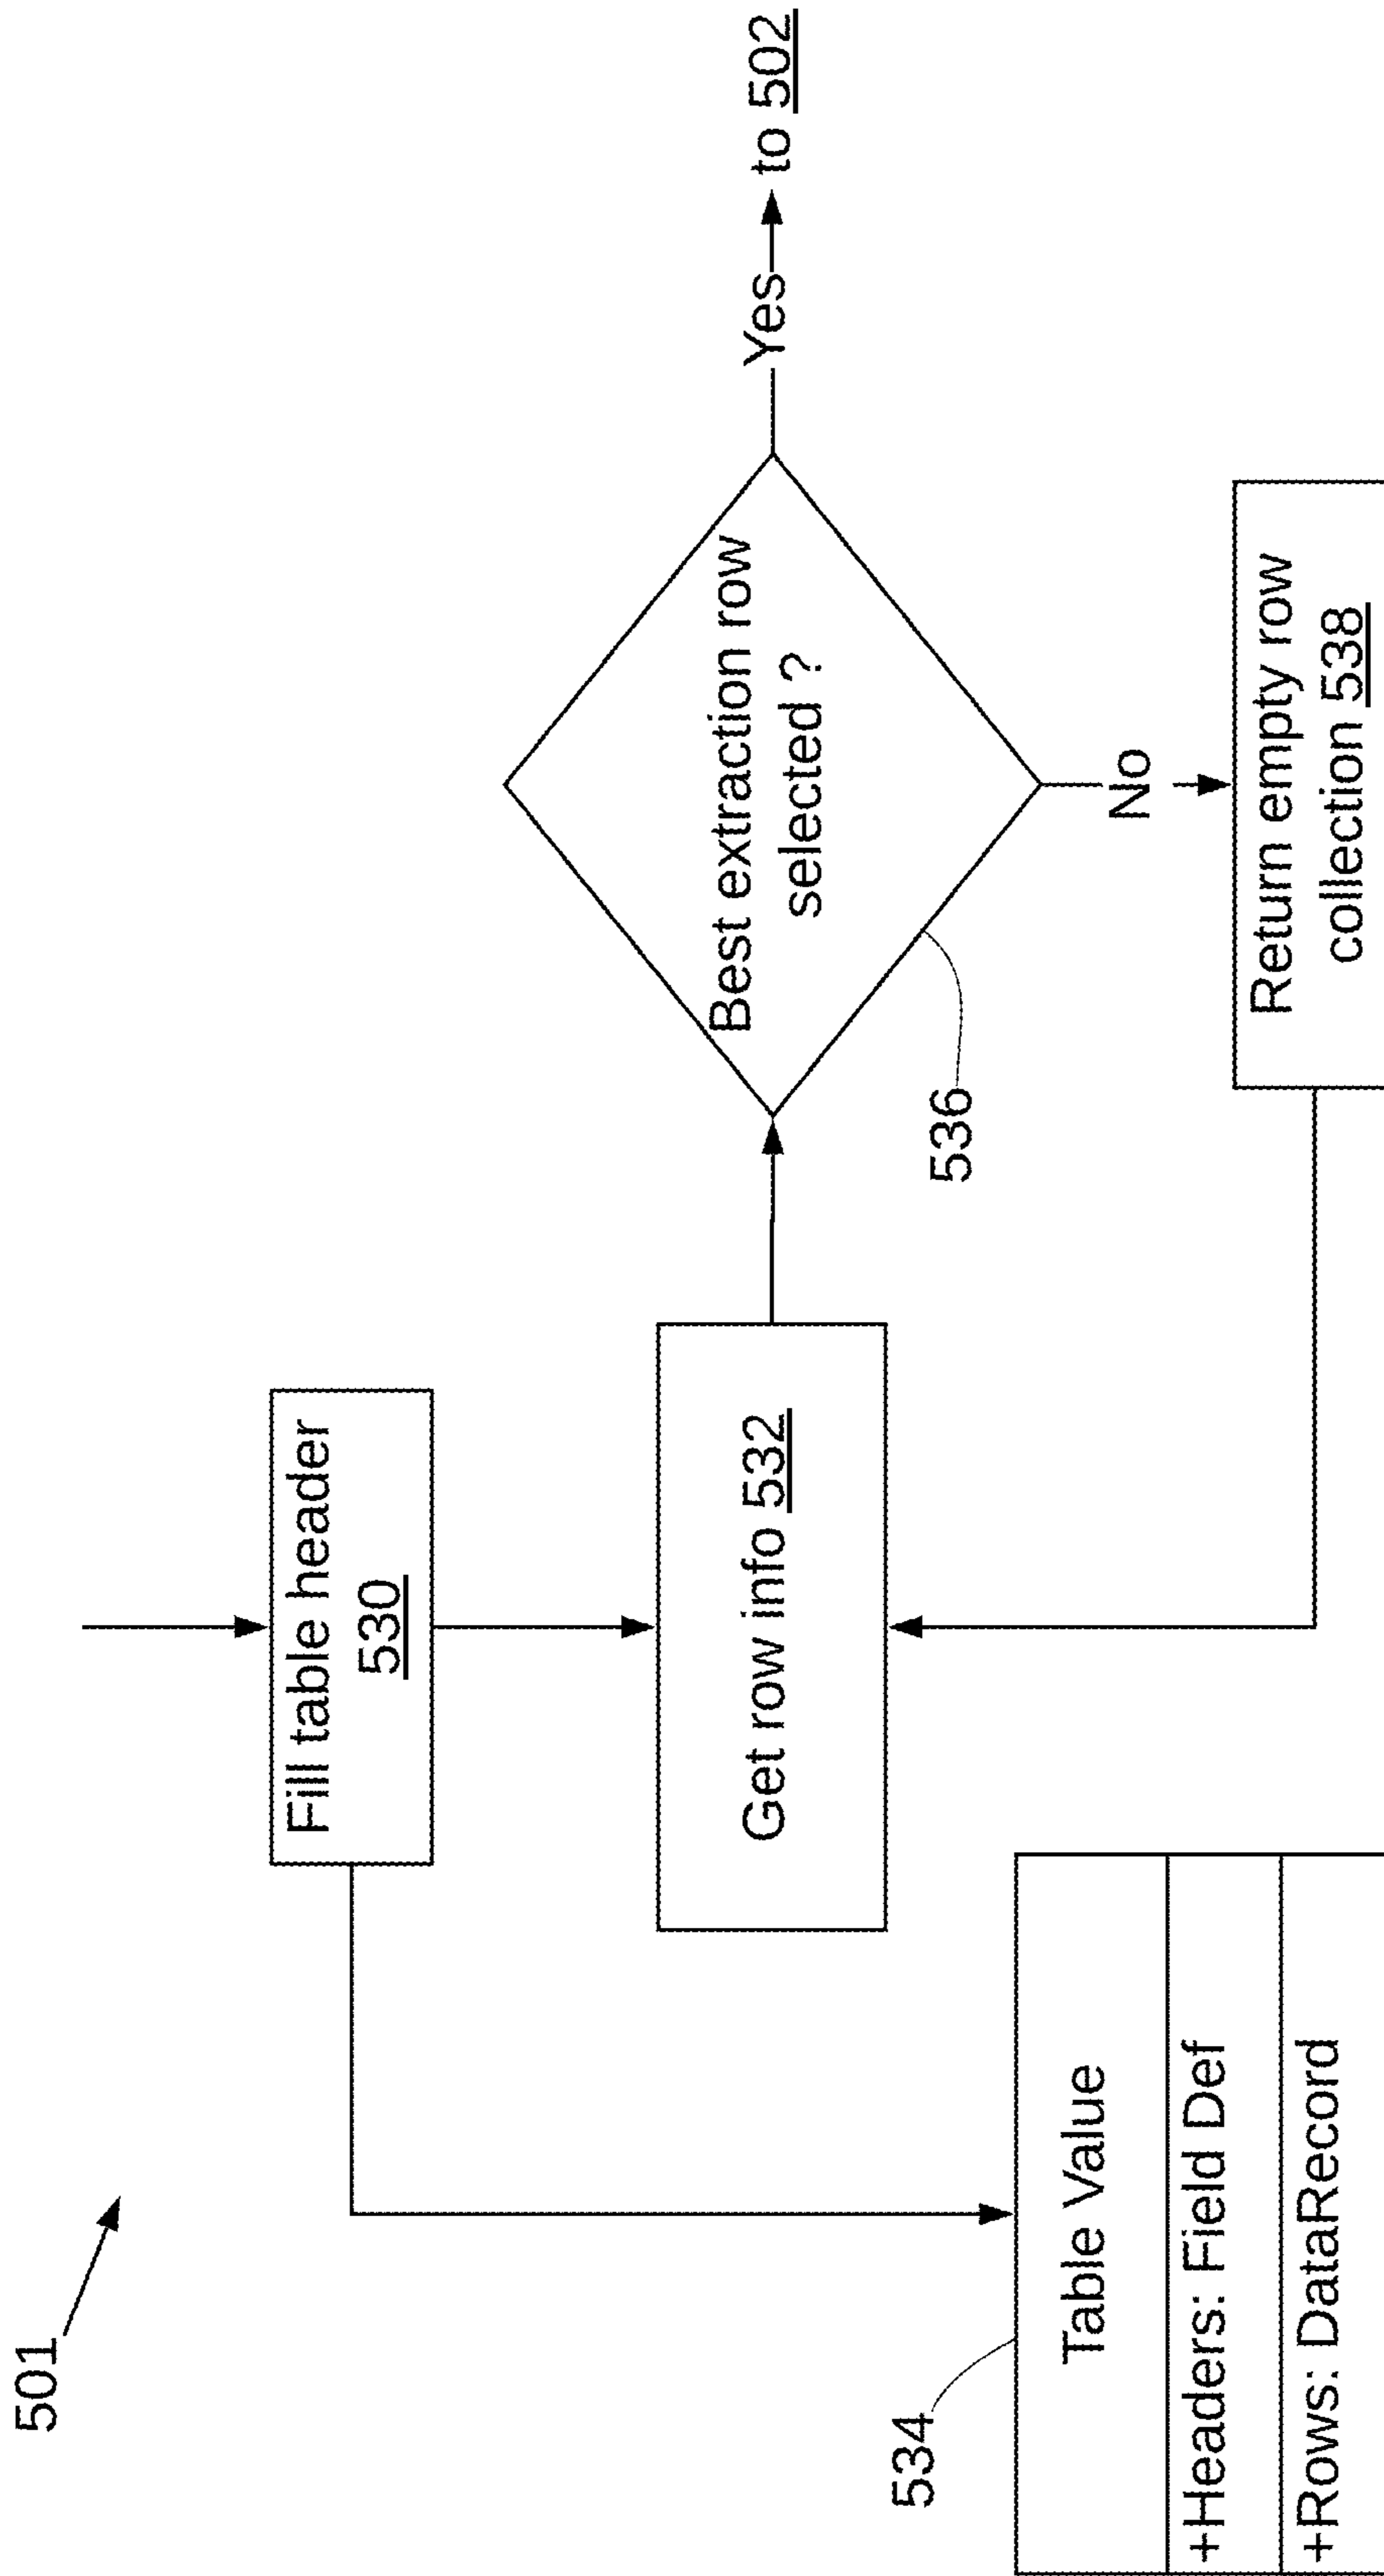 501
Fill table header
530
Get row info 532
Best extraction row
selected ?
Yes
to 502
536
No
Return empty row
collection 538
534
Table Value
+Headers: Field Def
+Rows: DataRecord